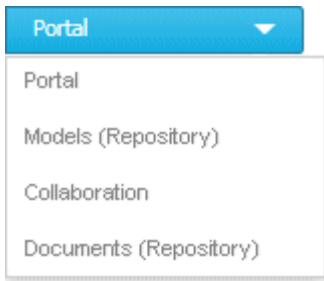 Portal
Portal
Models (Repository)
Collaboration
Documents (Repository)